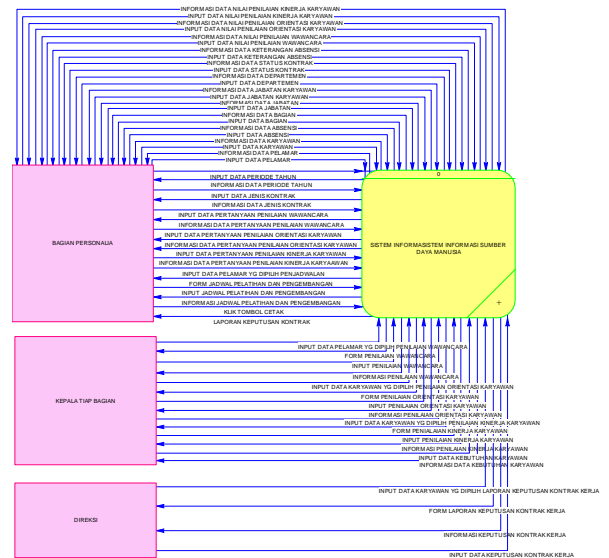 INFORMASI DATA NILAI PENILAIAN KINERJA KARYAWAN
INPUT DATA NILAI PENILAIAN KINERJA KARYAWAN
INFORMASI DATA NILAI PENILAIAN ORIENTASI KARYAWAN
INPUT DATA NILAI PENILAIAN ORIENTASI KARYAWAN
INFORMASI DATA NILAI PENILAIAN WAWANCARA
INPUT DATA NILAI PENILAIAN WAWANCARA
INFORMASI DATA KETERANGAN ABSENSI
INPUT DATA KETERANGAN ABSENSI
INFORMASI DATA STATUS KONTRAK
INPUT DATA STATUS KONTRAK
INFORMASI DATA DEPARTEMEN
INPUT DATA DEPARTEMEN
INFORMASI DATA JABATAN KARYAWAN
INPUT DATA JABATAN KARYAWAN
INFORMASI DATA JABATAN
INPUT DATA JABATAN
INFORMASI DATA BAGIAN
INPUT DATA BAGIAN
INFORMASI DATA ABSENSI
INPUT DATA ABSENSI
INFORMASI DATA KARYAWAN
INPUT DATA KARYAWAN
INFORMASI DATA PELAMAR
INPUT DATA PELAMAR
0
INPUT DATA PERIODE TAHUN
INFORMASI DATA PERIODE TAHUN
INPUT DATA JENIS KONTRAK
INFORMASI DATA JENIS KONTRAK
INPUT DATA PERTANYAAN PENILAIAN WAWANCARA
INFORMASI DATA PERTANYAAN PENILAIAN WAWANCARA
INPUT DATA PERTANYAAN PENILAIAN ORIENTASI KARYAWAN
BAGIAN PERSONALIA
INFORMASI DATA PERTANYAAN PENILAIAN ORIENTASI KARYAWAN
SISTEM INFORMASISTEM INFORMASI SUMBER
DAYA MANUSIA
INPUT DATA PERTANYAAN PENILAIAN KINERJA KARYAWAN
INFORMASI DATA PERTANYAAN PENILAIAN KINERJA KARYAAWAN
INPUT DATA PELAMAR YG DIPILIH PENJADWALAN
FORM JADWAL PELATIHAN DAN PENGEMBANGAN
INPUT JADWAL PELATIHAN DAN PENGEMBANGAN
INFORMASI JADWAL PELATIHAN DAN PENGEMBANGAN
+
KLIK TOMBOL CETAK
LAPORAN KEPUTUSAN KONTRAK
INPUT DATA PELAMAR YG DIPILIH PENILAIAN WAWANCARA
FORM PENILAIAN WAWANCARA
INPUT PENILAIAN WAWANCARA
INFORMASI PENILAIAN WAWANCARA
INPUT DATA KARYAWAN YG DIPILIH PENILAIAN ORIENTASI KARYAWAN
FORM PENILAIAN ORIENTASI KARYAWAN
KEPALA TIAP BAGIAN
INPUT PENILAIAN ORIENTASI KARYAWAN
INFORMASI PENILAIAN ORIENTASI KARYAWAN
INPUT DATA KARYAWAN YG DIPILIH PENILAIAN KINERJA KARYAWAN
FORM PENIALAIAN KINERJA KARYAWAN
INPUT PENILAIAN KINERJA KARYAWAN
INFORMASI PENILAIAN KINERJA KARYAWAN
INPUT DATA KEBUTUHAN KARYAWAN
INFORMASI DATA KEBUTUHAN KARYAWAN
INPUT DATA KARYAWAN YG DIPILIH LAPORAN KEPUTUSAN KONTRAK KERJA
FORM LAPORAN KEPUTUSAN KONTRAK KERJA
DIREKSI
INFORMASI KEPUTUSAN KONTRAK KERJA
INPUT DATA KEPUTUSAN KONTRAK KERJA